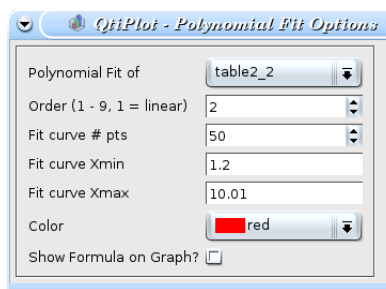 QtiPlot - Polynomial Fit Options
Polynomial Fit of table2_2
Order (1 - 9, 1 = linear) 2
Fit curve # pts 50
Fit curve Xmin 1.2
Fit curve Xmax 10.01
Color red
Show Formula on Graph?